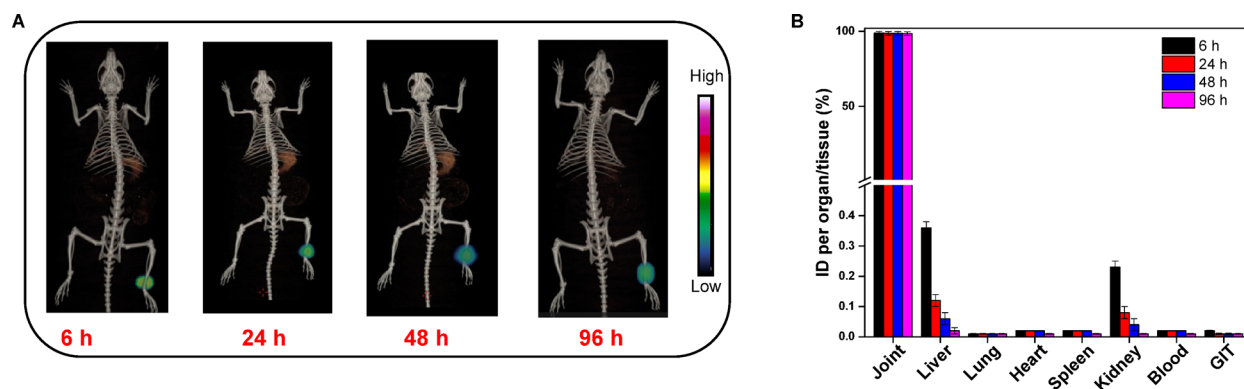 A
High
Low
6 h
24 h
48 h
96 h
B
ID per organ/tissue (%)
100
50
0.4
0.3
0.2
0.1
0.0
6 h
24 h
48 h
96 h
Joint
Liver
Lung
Heart
Spleen
Kidney
Blood
GIT